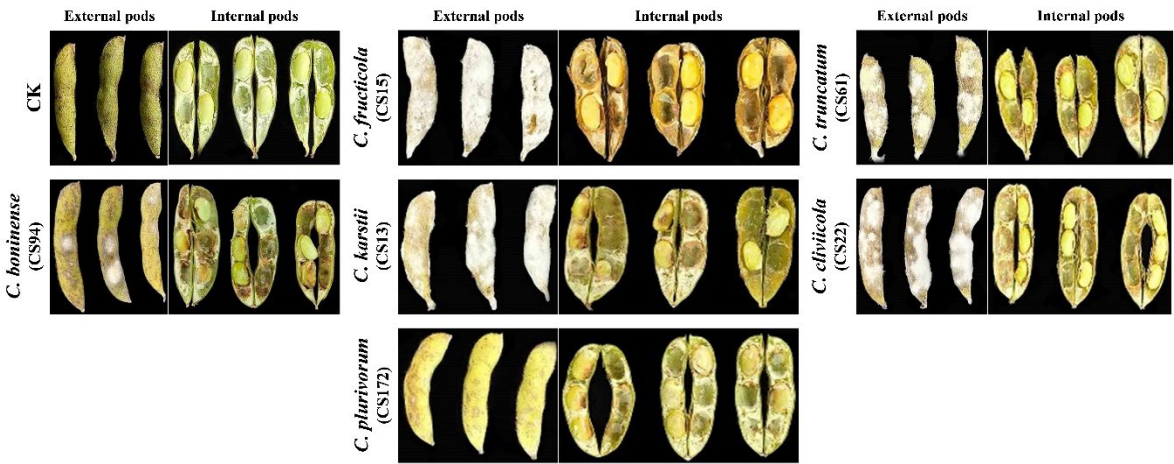 External pods Internal pods
External pods Internal pods
External pods Internal pods
CK
C. fructicola
(CS15)
C. truncatum
(CS61)
C. boninense
(CS94)
C. karstii
(CS13)
C. cliviicola
(CS22)
C. plurivorum
(CS172)